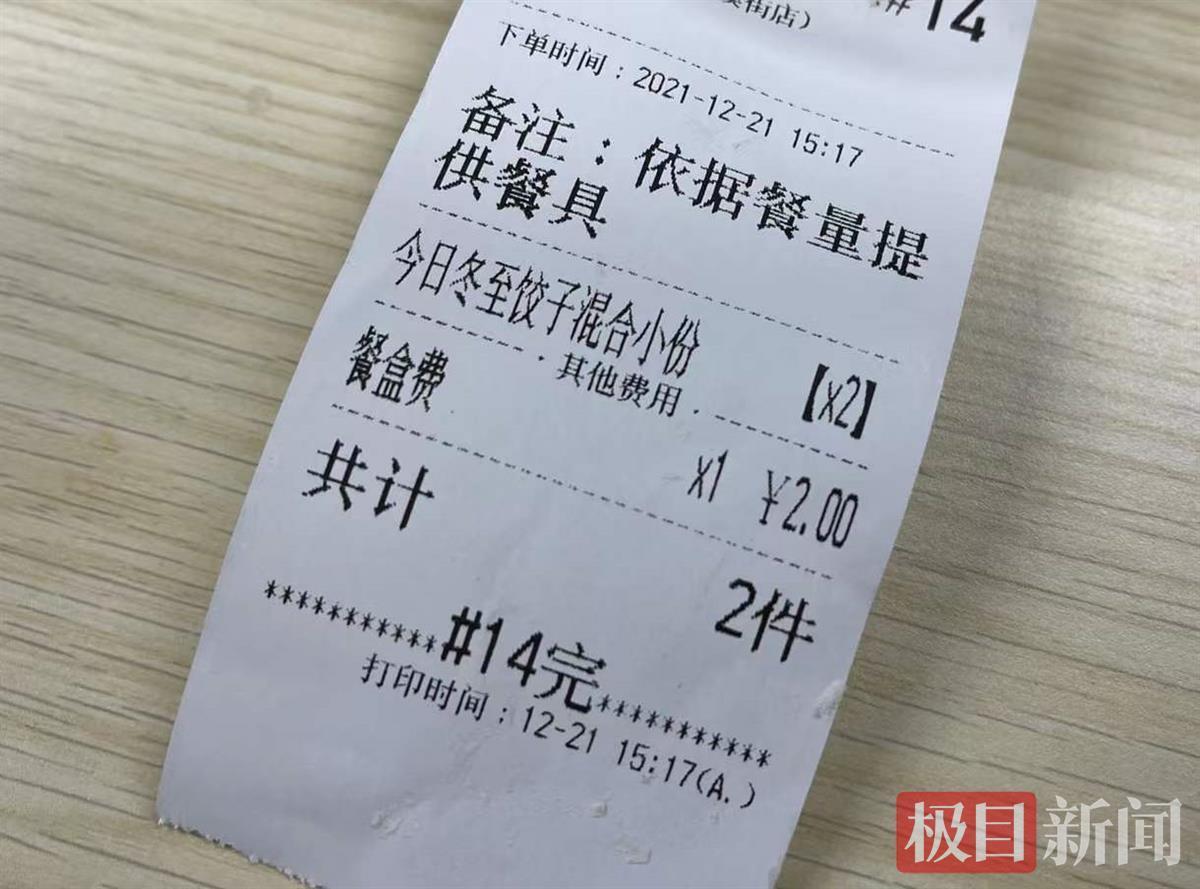 #14
街店）
下单时间：2021-12-21 15:17
备注：依据餐量提
供餐具
今日冬至饺子混合小份
【x2】
其他费用
餐盒费 x1 ￥2.00
共计 2件
***********#14完***********
打印时间：12-21 15:17(A.)
极目新闻